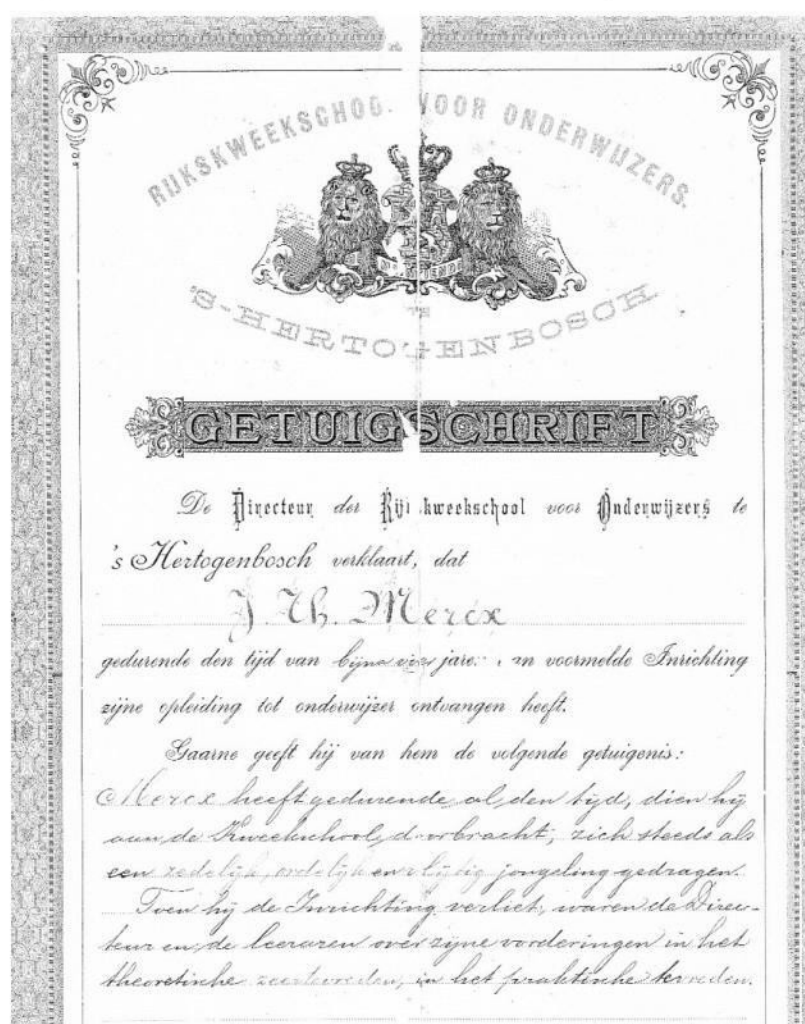 RIJKSKWEEKSCHOOL VOOR ONDERWIJZERS.
TE
'S-HERTOGENBOSCH
GETUIGSCHRIFT
De Directeur der Rijkskweekschool voor Onderwijzers te
's Hertogenbosch verklaart, dat
J. Th. Mercx
gedurende den tijd van bijna vier jaren aan voormelde Inrichting
zijne opleiding tot onderwijzer ontvangen heeft.
Gaarne geeft hij van hem de volgende getuigenis:
Mercx heeft gedurende al den tijd, dien hij
aan de Kweekschool doorbracht, zich steeds als
een zedelijk, ordelijk en vlijtig jongeling gedragen.
Toen hij de Inrichting verliet, waren de Direc-
teur en de leeraren over zijne vorderingen in het
theoretische zeer tevreden, in het praktische tevreden.